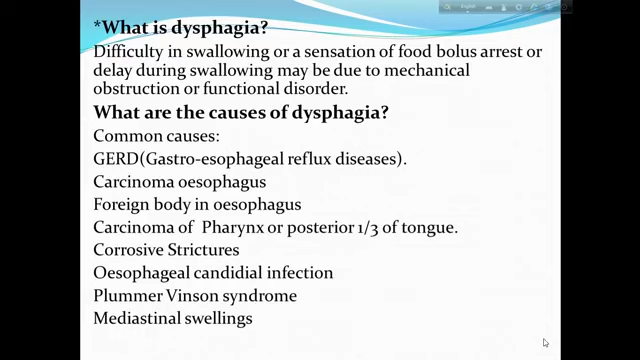 *What is dysphagia?
Difficulty in swallowing or a sensation of food bolus arrest or
delay during swallowing may be due to mechanical
obstruction or functional disorder.
What are the causes of dysphagia?
Common causes:
GERD(Gastro-esophageal reflux diseases).
Carcinoma oesophagus
Foreign body in oesophagus
Carcinoma of Pharynx or posterior 1/3 of tongue.
Corrosive Strictures
Oesophageal candidial infection
Plummer Vinson syndrome
Mediastinal swellings